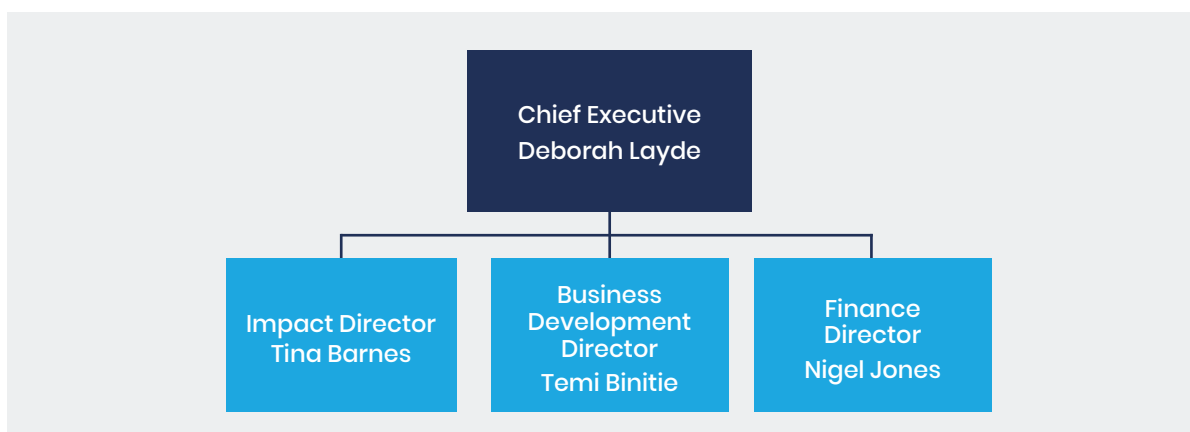 Chief Executive
Deborah Layde
Impact Director
Tina Barnes
Business
Development
Director
Temi Binitie
Finance
Director
Nigel Jones